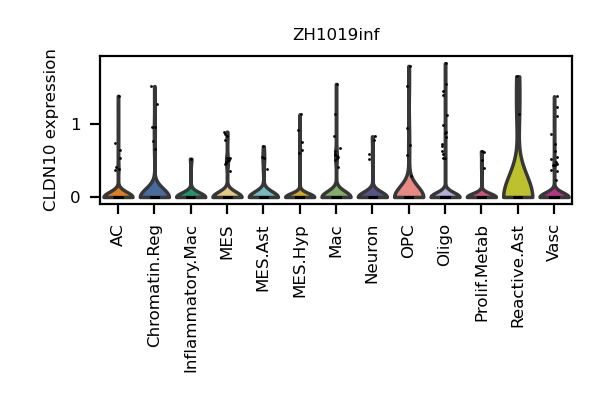 ZH1019inf
CLDN10 expression
1
0
AC
Chromatin.Reg
Inflammatory.Mac
MES
MES.Ast
MES.Hyp
Mac
Neuron
OPC
Oligo
Prolif.Metab
Reactive.Ast
Vasc